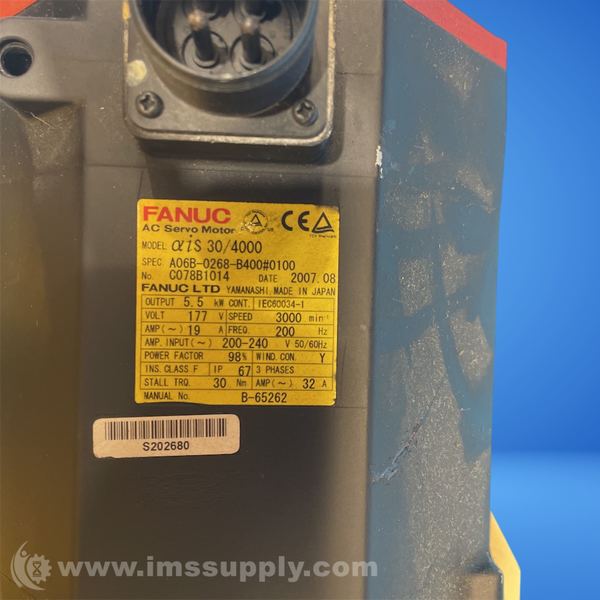 FANUC
AC Servo Motor
CE
MODEL αiS 30/4000
SPEC. A06B-0268-B400#0100
No. C078B1014 DATE 2007.08
FANUC LTD YAMANASHI, MADE IN JAPAN
OUTPUT 5.5 kW CONT. IEC60034-1
VOLT 177 V SPEED 3000 min⁻¹
AMP(~) 19 A FREQ. 200 Hz
AMP. INPUT(~) 200-240 V 50/60Hz
POWER FACTOR 98% WIND. CON. Y
INS. CLASS F IP 67 3 PHASES
STALL TRQ. 30 Nm AMP(~) 32 A
MANUAL No. B-65262
S202680
www.imssupply.com